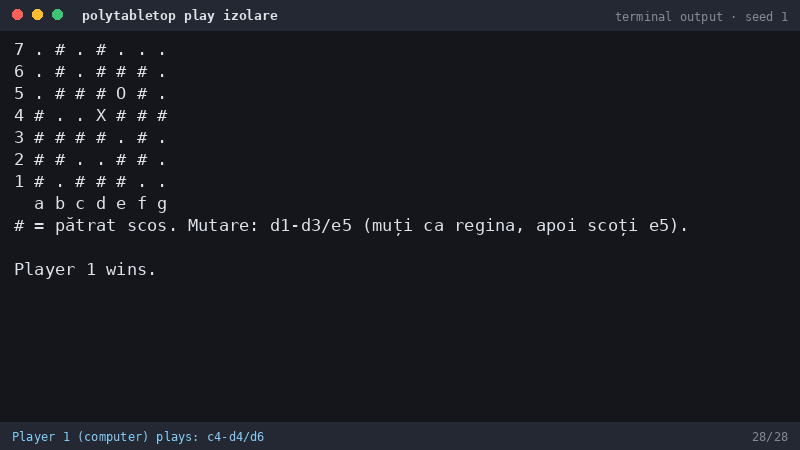 polytabletop play izolare
terminal output · seed 1
7 . # . # . . .
6 . # . # # # .
5 . # # # O # .
4 # . . X # # #
3 # # # # . # .
2 # # . . # # .
1 # . # # # . .
a b c d e f g
# = pătrat scos. Mutare: d1-d3/e5 (muți ca regina, apoi scoți e5).
Player 1 wins.
Player 1 (computer) plays: c4-d4/d6
28/28